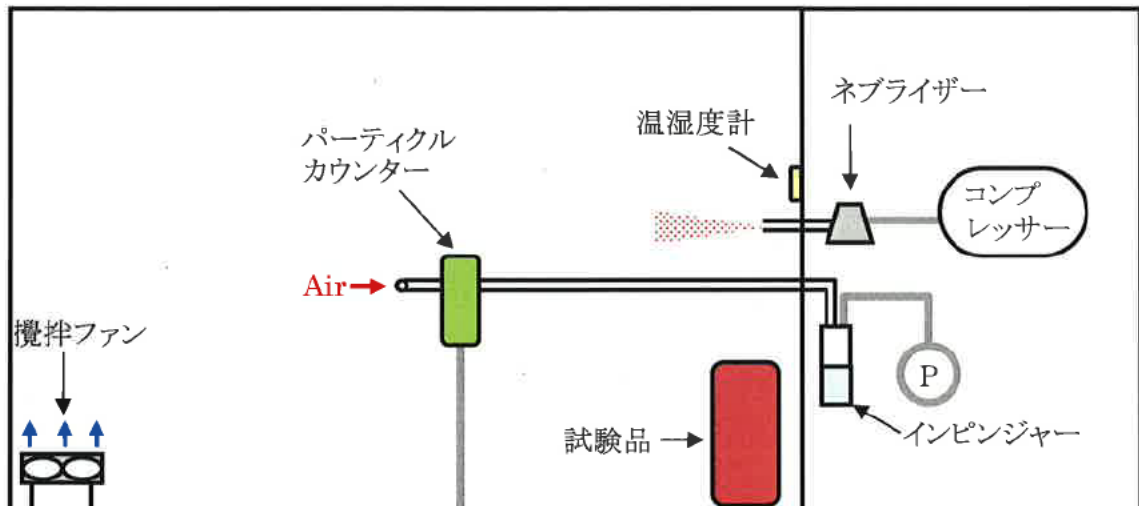 ネブライザー
温湿度計
パーティクル
カウンター
コンプ
レッサー
Air
攪拌ファン
P
試験品
インピンジャー